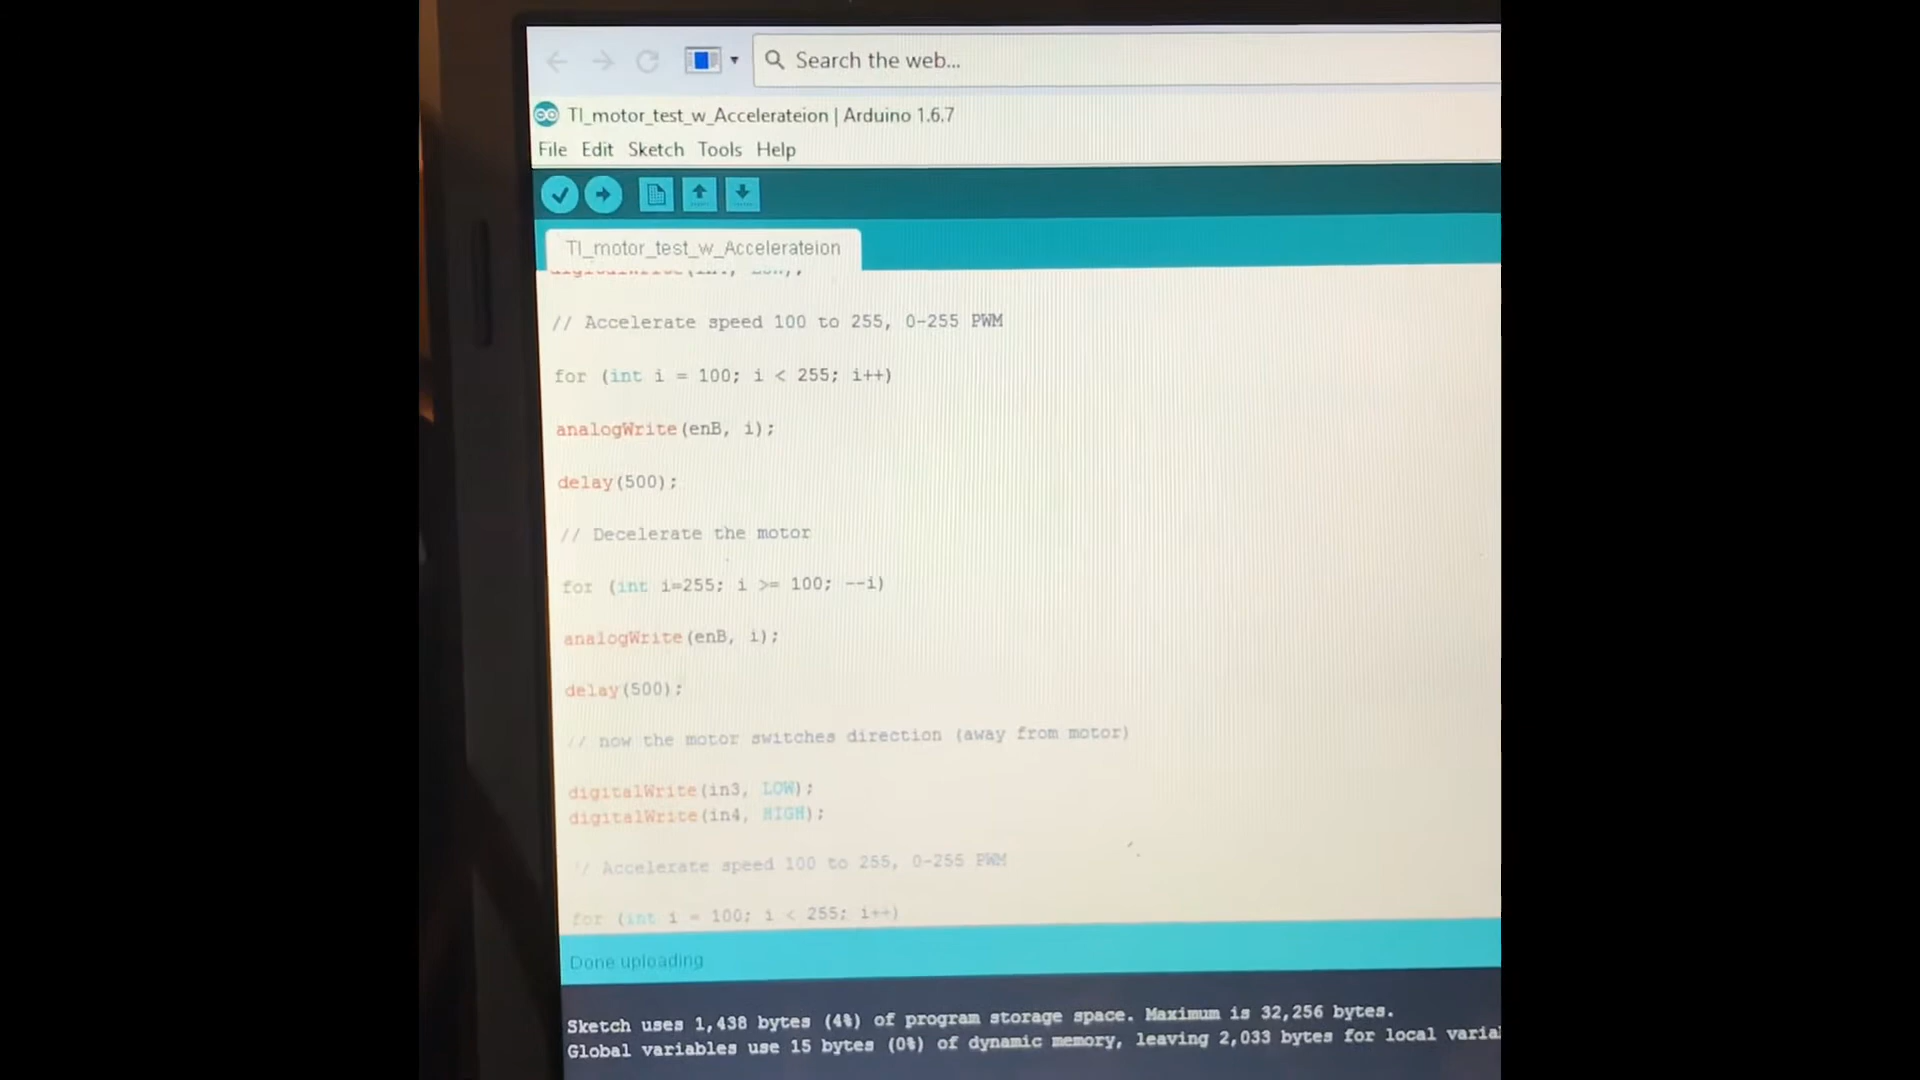 Search the web...
TI_motor_test_w_Accelerateion | Arduino 1.6.7
File Edit Sketch Tools Help
TI_motor_test_w_Accelerateion
// Accelerate speed 100 to 255, 0-255 PWM
for (int i = 100; i < 255; i++)
analogWrite(enB, i);
delay(500);
// Decelerate the motor
for (int i=255; i >= 100; --i)
analogWrite(enB, i);
delay(500);
// now the motor switches direction (away from motor)
digitalWrite(in3, LOW);
digitalWrite(in4, HIGH);
// Accelerate speed 100 to 255, 0-255 PWM
for (int i = 100; i < 255; i++)
Done uploading
Sketch uses 1,438 bytes (4%) of program storage space. Maximum is 32,256 bytes.
Global variables use 15 bytes (0%) of dynamic memory, leaving 2,033 bytes for local varia